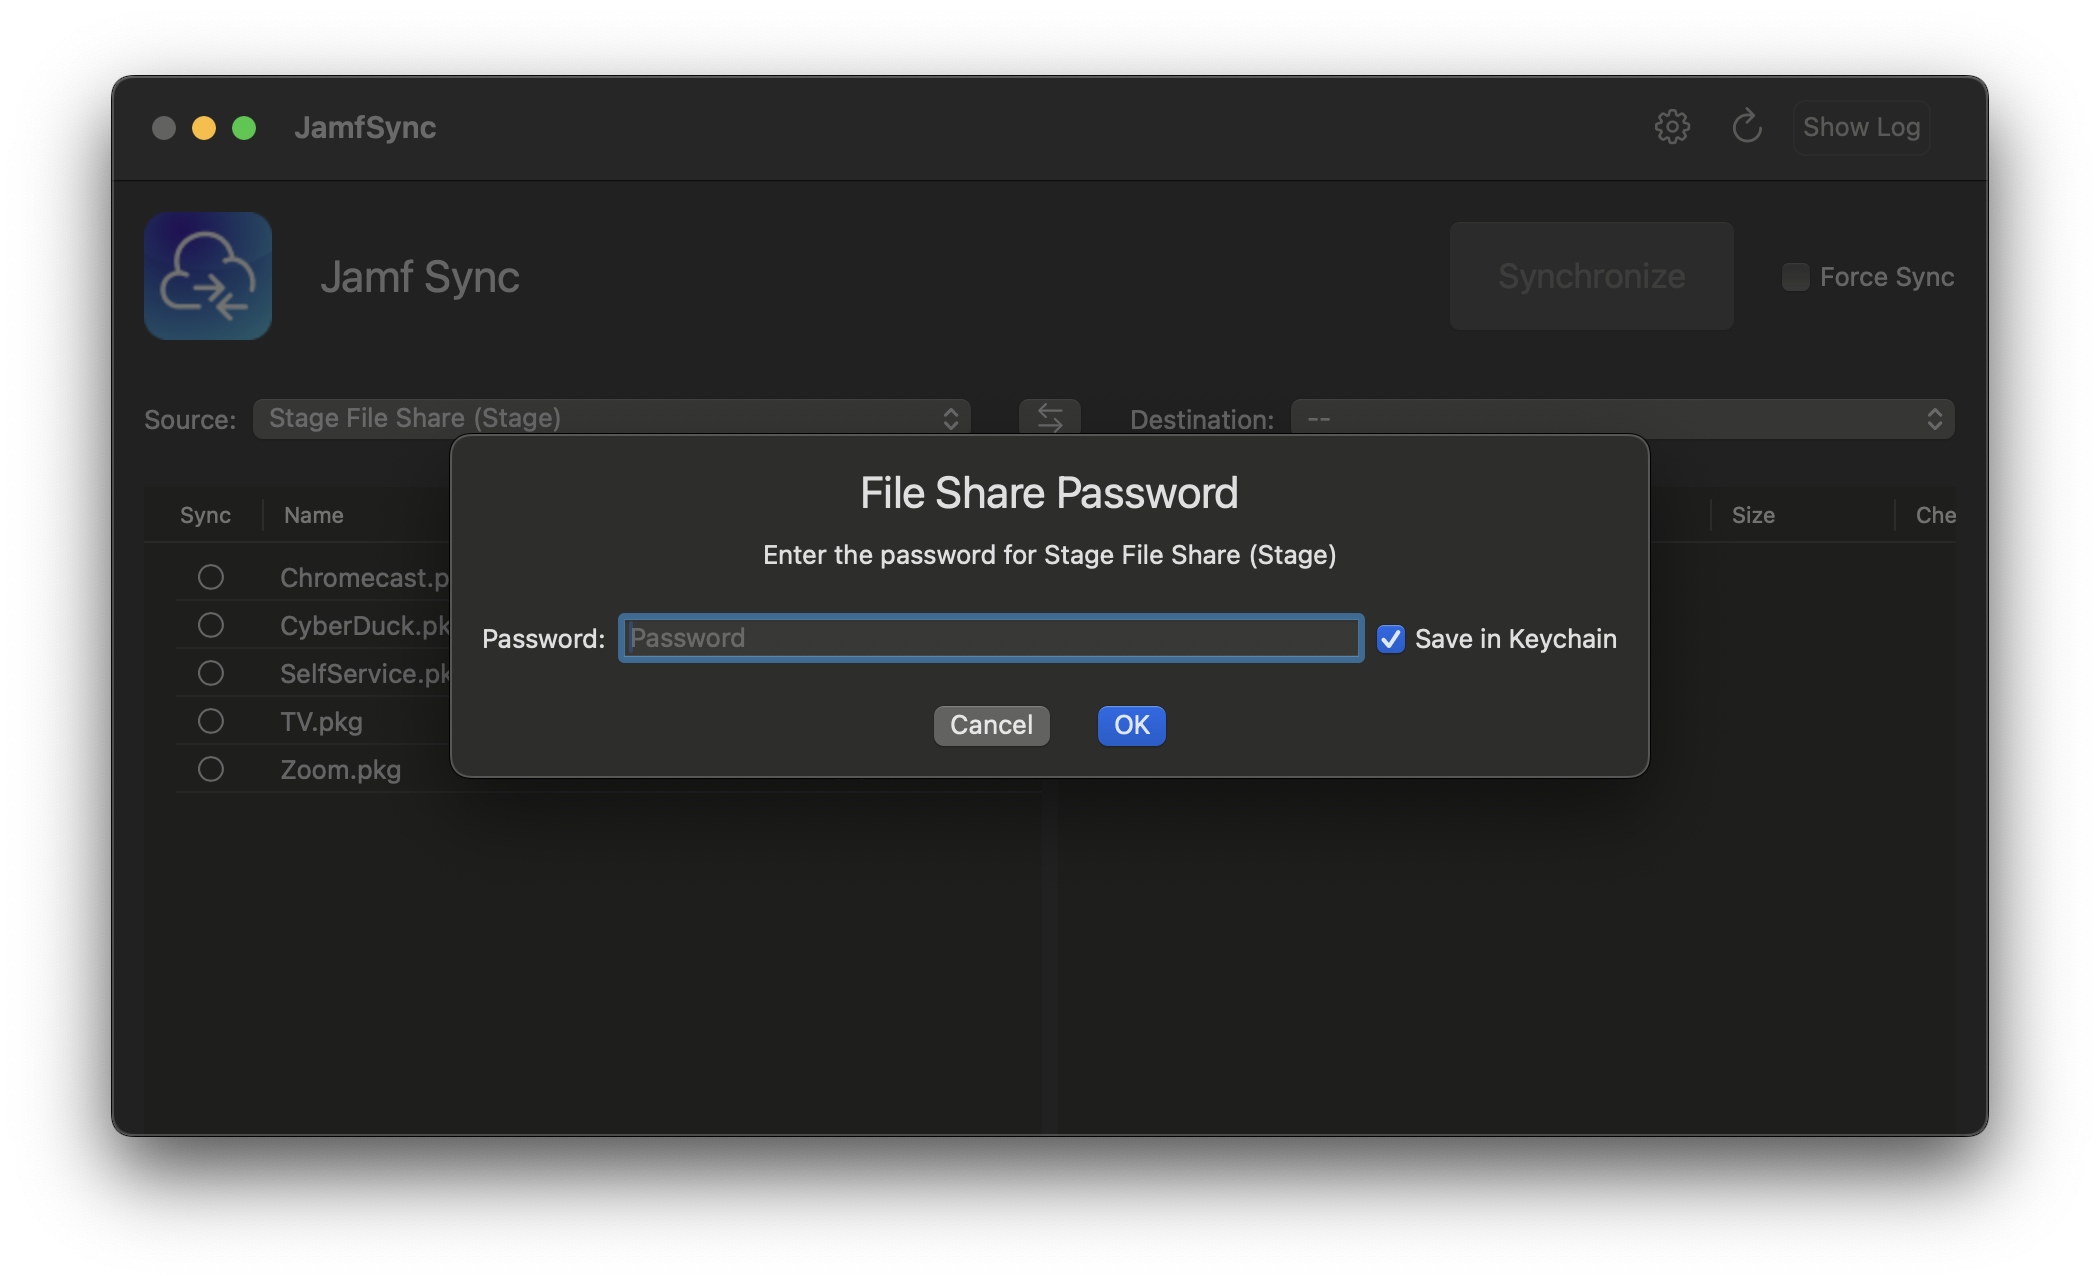 JamfSync
Show Log
Jamf Sync
Synchronize
Force Sync
Source:
Stage File Share (Stage)
Destination:
--
File Share Password
Enter the password for Stage File Share (Stage)
Password:
Password
Save in Keychain
Cancel
OK
Sync
Name
Size
Che
Chromecast.p
CyberDuck.pk
SelfService.pk
TV.pkg
Zoom.pkg